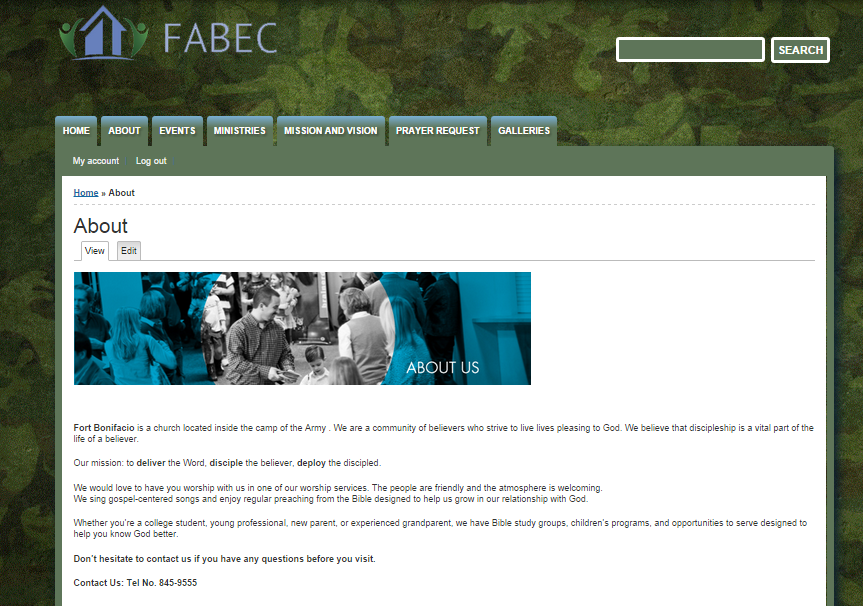 FABEC
SEARCH
HOME ABOUT EVENTS MINISTRIES MISSION AND VISION PRAYER REQUEST GALLERIES
My account Log out
Home » About
About
View Edit
ABOUT US
Fort Bonifacio is a church located inside the camp of the Army . We are a community of believers who strive to live lives pleasing to God. We believe that discipleship is a vital part of the
life of a believer.
Our mission: to deliver the Word, disciple the believer, deploy the discipled.
We would love to have you worship with us in one of our worship services. The people are friendly and the atmosphere is welcoming.
We sing gospel-centered songs and enjoy regular preaching from the Bible designed to help us grow in our relationship with God.
Whether you're a college student, young professional, new parent, or experienced grandparent, we have Bible study groups, children's programs, and opportunities to serve designed to
help you know God better.
Don't hesitate to contact us if you have any questions before you visit.
Contact Us: Tel No. 845-9555